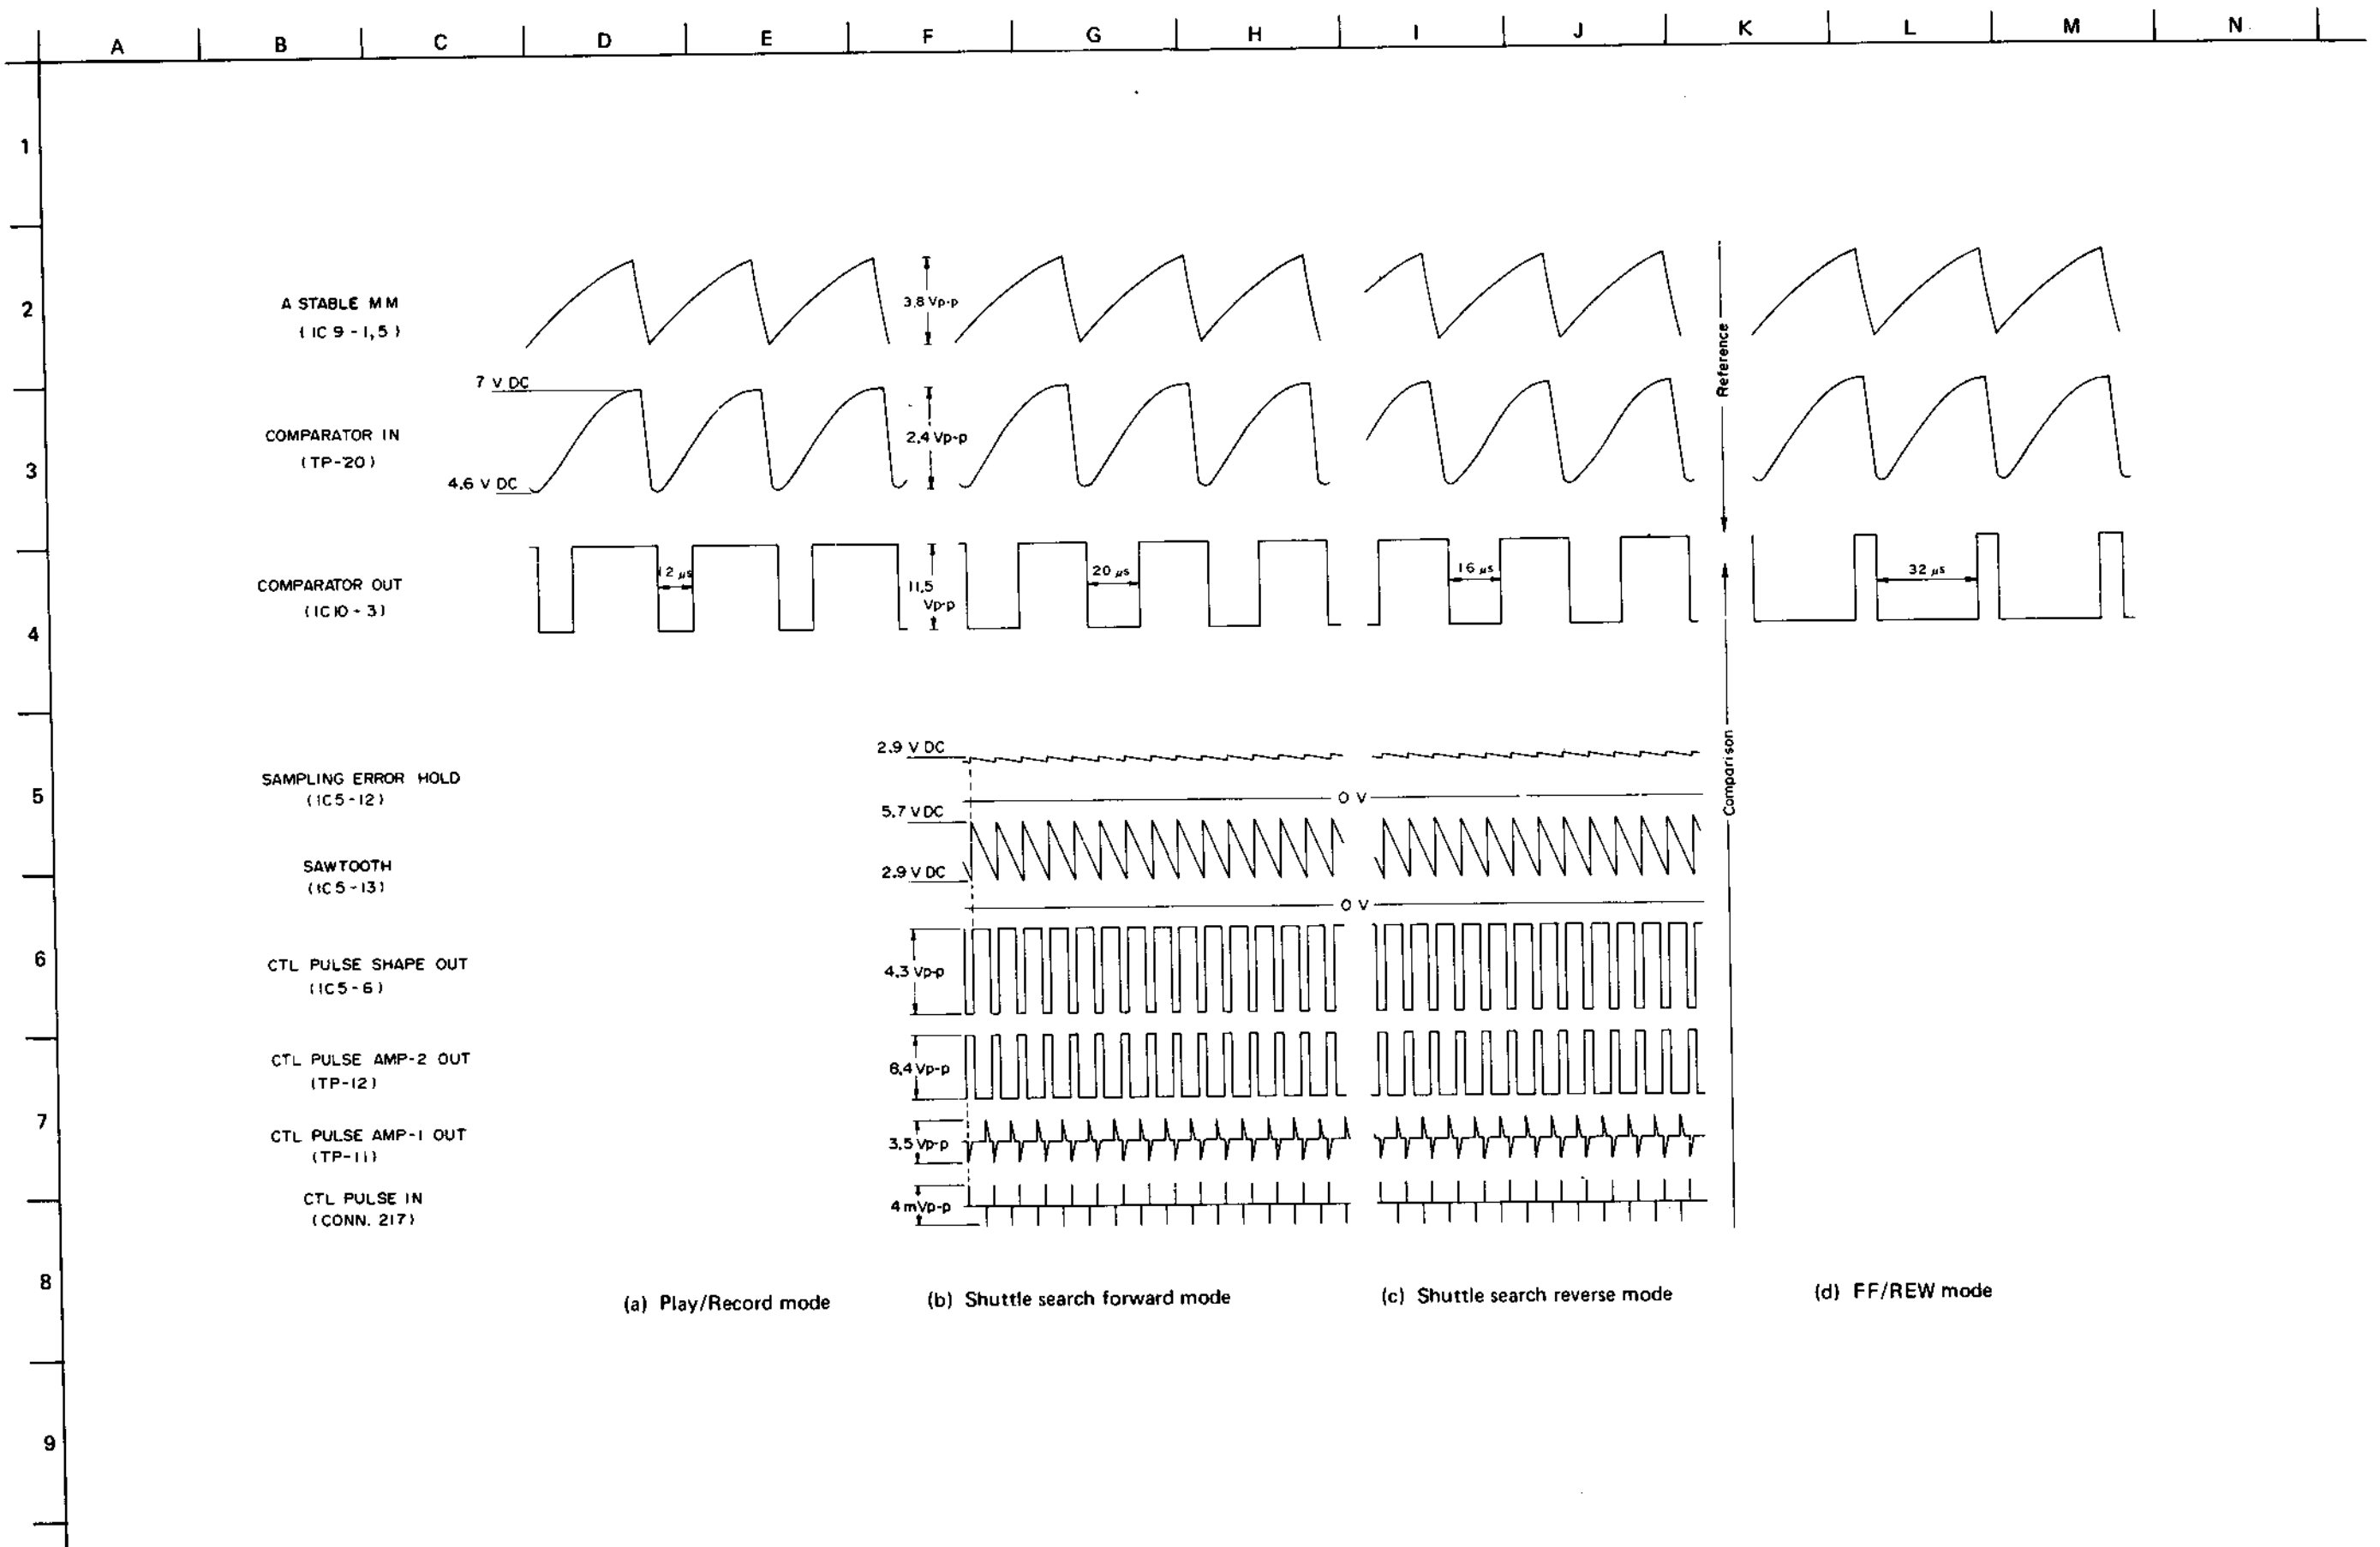 A B C D E F G H I J K L M N
1
2
3
4
5
6
7
8
9
A STABLE MM
(IC 9 - 1,5)
3,8 Vp-p
7 V DC
COMPARATOR IN
(TP-20)
2,4 Vp-p
4.6 V DC
Reference
COMPARATOR OUT
(IC10 - 3)
12 μs
11,5
Vp-p
20 μs
16 μs
32 μs
Comparison
2.9 V DC
SAMPLING ERROR HOLD
(IC5-12)
0 V
5.7 V DC
SAWTOOTH
(IC5-13)
2.9 V DC
0 V
CTL PULSE SHAPE OUT
(IC5-6)
4.3 Vp-p
CTL PULSE AMP-2 OUT
(TP-12)
6,4 Vp-p
CTL PULSE AMP-1 OUT
(TP-11)
3.5 Vp-p
CTL PULSE IN
(CONN. 217)
4 mVp-p
(a) Play/Record mode
(b) Shuttle search forward mode
(c) Shuttle search reverse mode
(d) FF/REW mode